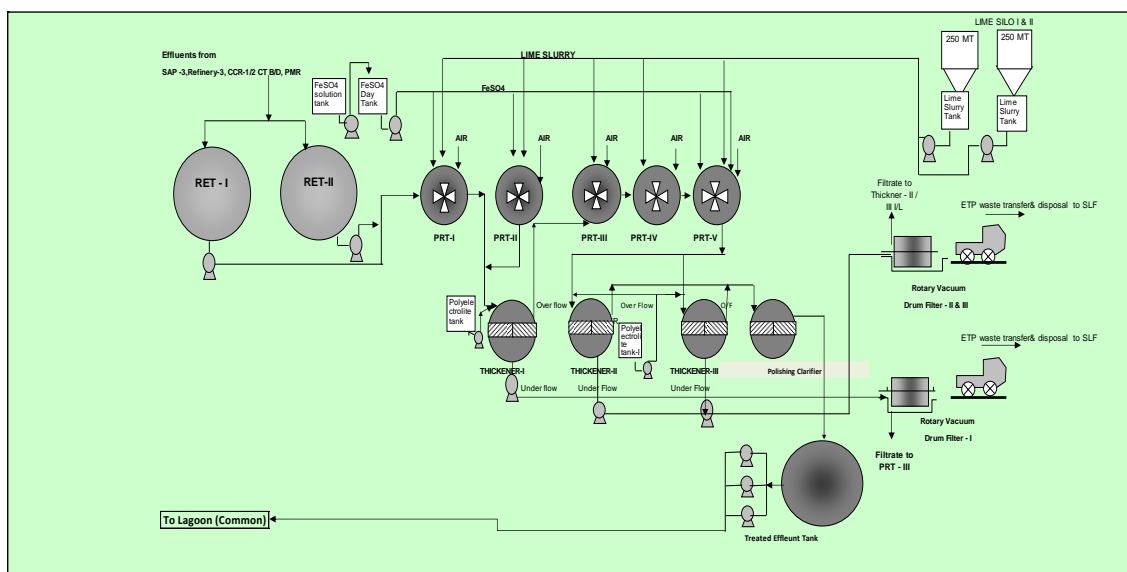 LIME SILO I & II
250 MT
250 MT
Effluents from
SAP -3,Refinery-3, CCR-1/2 CT B/D, PMR
LIME SLURRY
FeSO4
solution
tank
FeSO4
Day
Tank
FeSO4
Lime
Slurry
Tank
Lime
Slurry
Tank
AIR
AIR
AIR
AIR
AIR
RET - I
RET-II
PRT-I
PRT-II
PRT-III
PRT-IV
PRT-V
Filtrate to
Thickner - II /
III I/L
ETP waste transfer& disposal to SLF
Rotary Vacuum
Drum Filter - II & III
Polyele
ctrolite
tank
Over flow
Over Flow
O/F
Polyel
ectroli
te
tank-I
THICKENER-I
THICKENER-II
THICKENER-III
Polishing Clarifier
Under flow
Under Flow
Under Flow
ETP waste transfer& disposal to SLF
Rotary Vacuum
Drum Filter - I
Filtrate to
PRT - III
To Lagoon (Common)
Treated Effleunt Tank